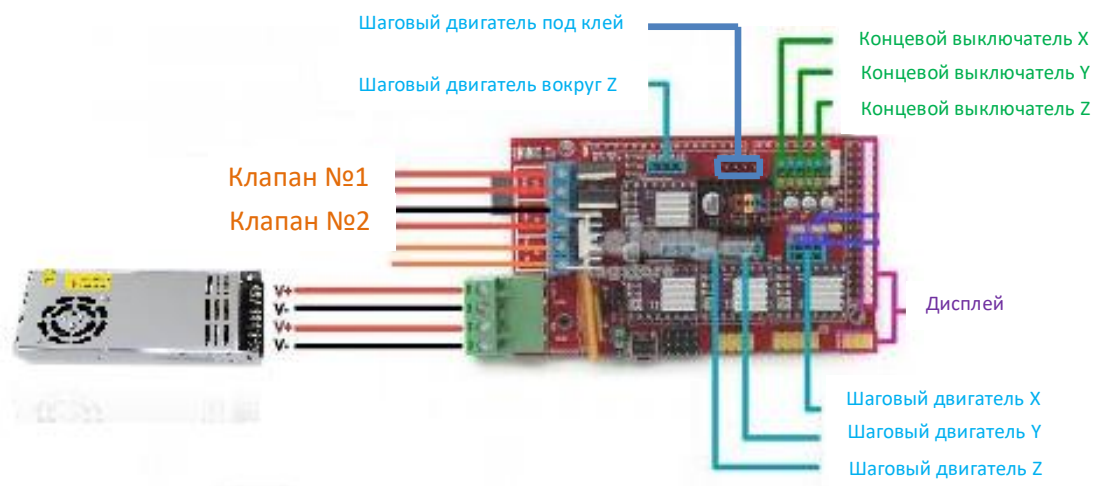 Шаговый двигатель под клей
Концевой выключатель X
Концевой выключатель Y
Шаговый двигатель вокруг Z
Концевой выключатель Z
Клапан №1
Клапан №2
V+
V-
V+
V-
Дисплей
Шаговый двигатель X
Шаговый двигатель Y
Шаговый двигатель Z